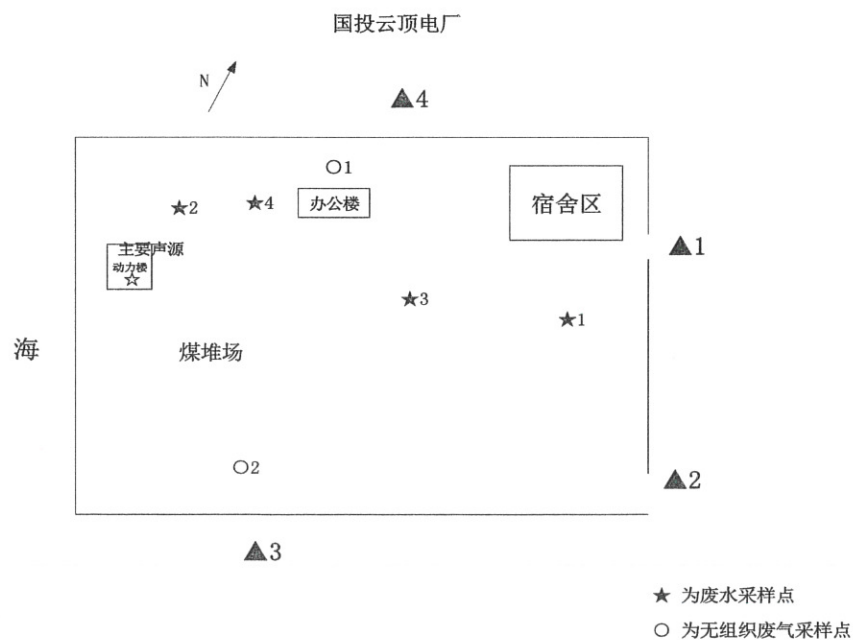 国投云顶电厂
N
▲4
○1
★2
★4
办公楼
宿舍区
主要声源
动力楼
☆
▲1
★3
★1
海
煤堆场
○2
▲2
▲3
★ 为废水采样点
○ 为无组织废气采样点